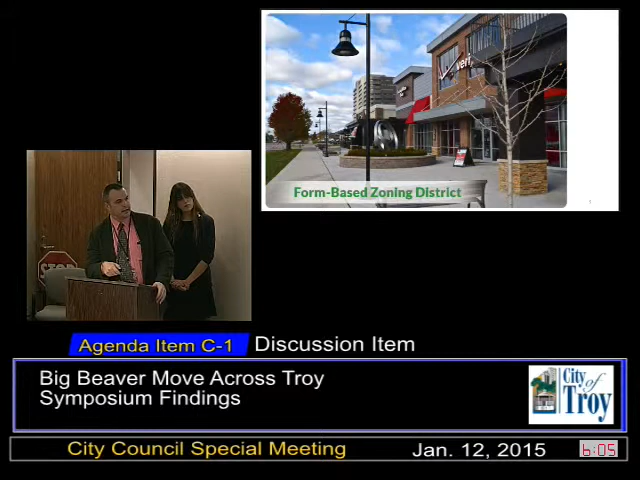 veri
Form-Based Zoning District
STOP
Agenda Item C-1 Discussion Item
Big Beaver Move Across Troy
Symposium Findings
City
of
Troy
City Council Special Meeting Jan. 12, 2015 6:05